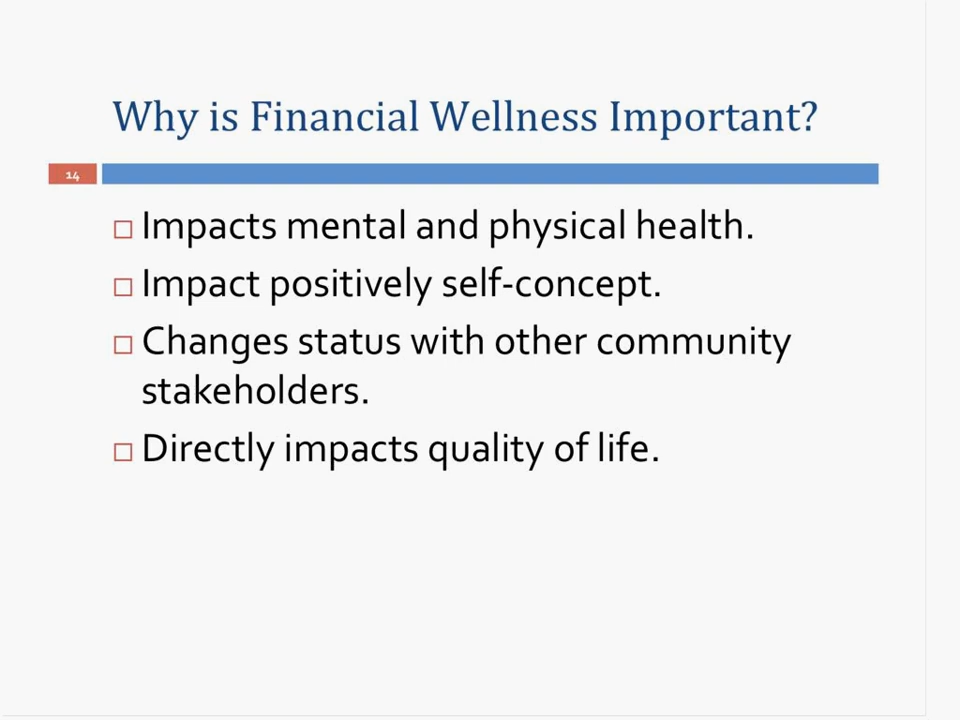 Why is Financial Wellness Important?
14
Impacts mental and physical health.
Impact positively self-concept.
Changes status with other community
stakeholders.
Directly impacts quality of life.